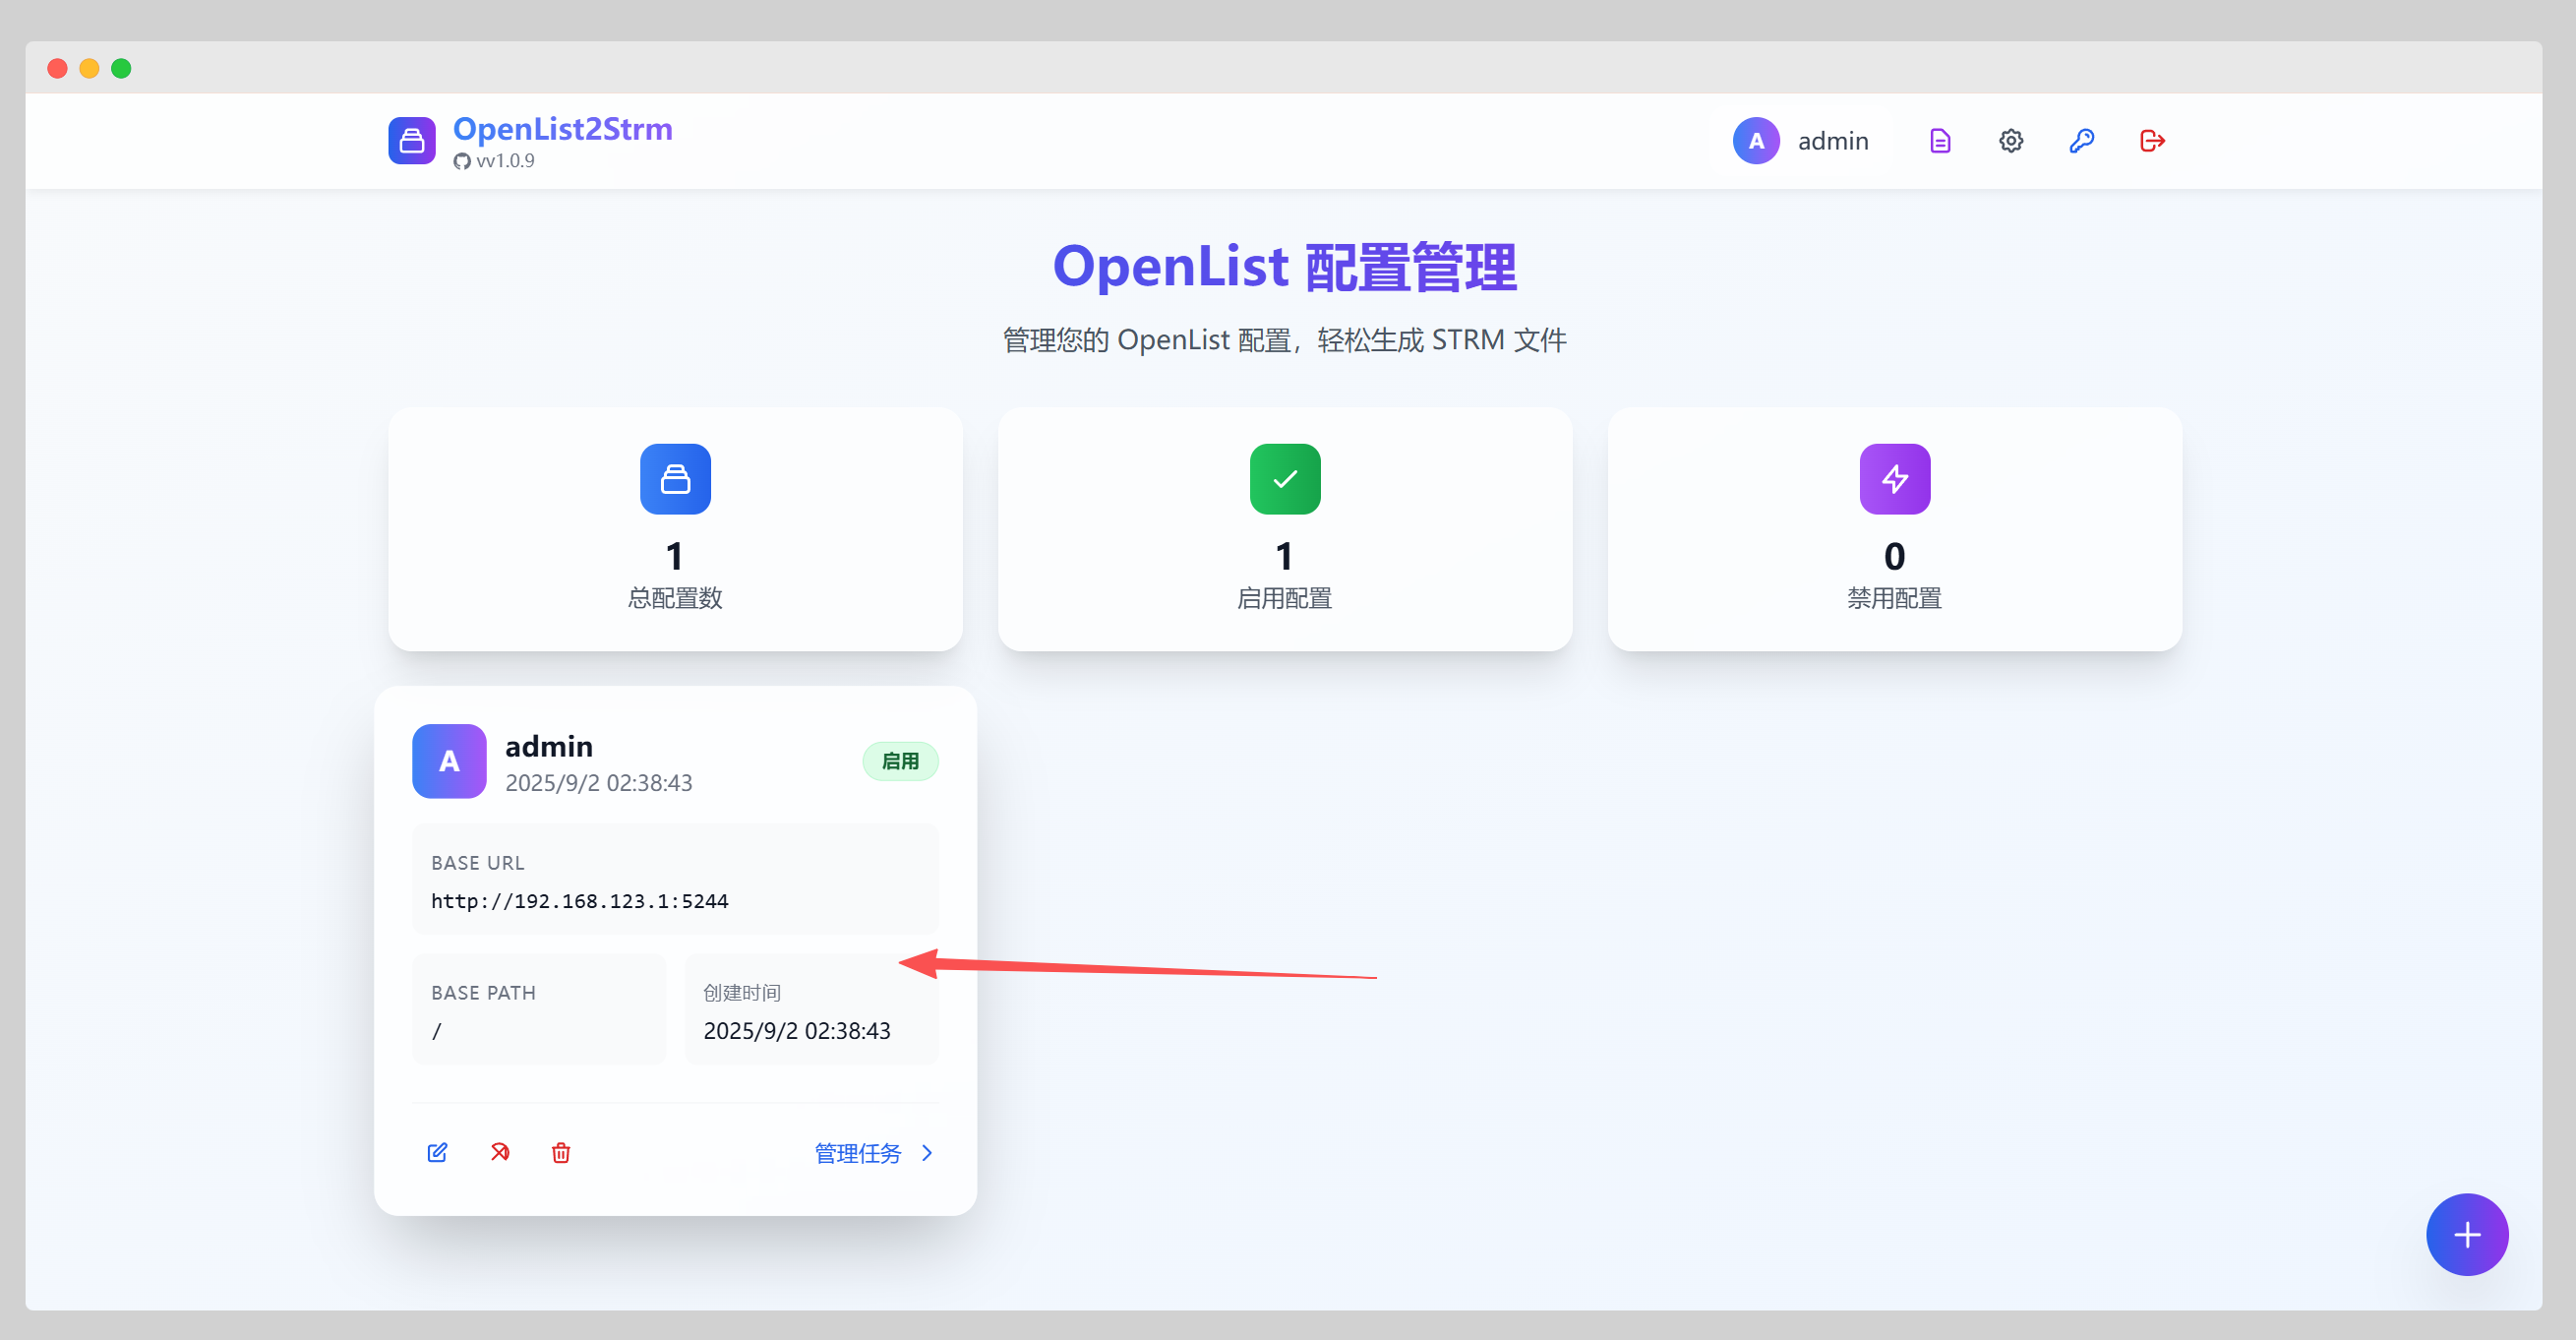 OpenList2Strm
vv1.0.9
A admin
OpenList 配置管理
管理您的 OpenList 配置，轻松生成 STRM 文件
1
总配置数
1
启用配置
0
禁用配置
A
admin
2025/9/2 02:38:43
启用
BASE URL
http://192.168.123.1:5244
BASE PATH
/
创建时间
2025/9/2 02:38:43
管理任务